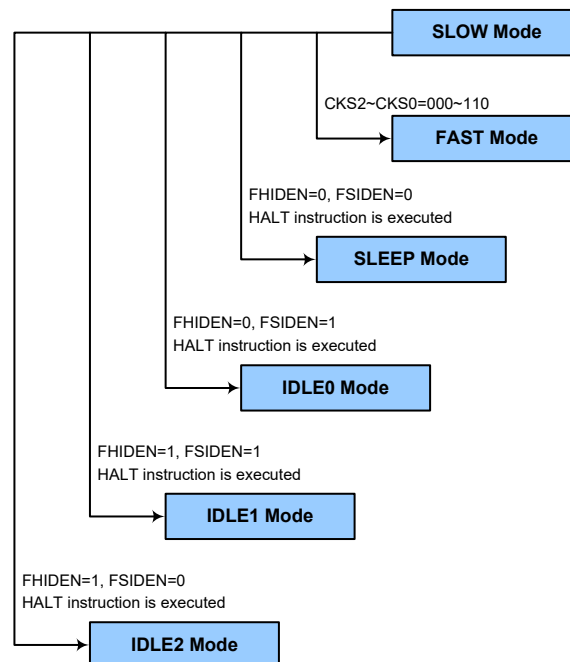 SLOW Mode
CKS2~CKS0=000~110
FAST Mode
FHIDEN=0, FSIDEN=0
HALT instruction is executed
SLEEP Mode
FHIDEN=0, FSIDEN=1
HALT instruction is executed
IDLE0 Mode
FHIDEN=1, FSIDEN=1
HALT instruction is executed
IDLE1 Mode
FHIDEN=1, FSIDEN=0
HALT instruction is executed
IDLE2 Mode